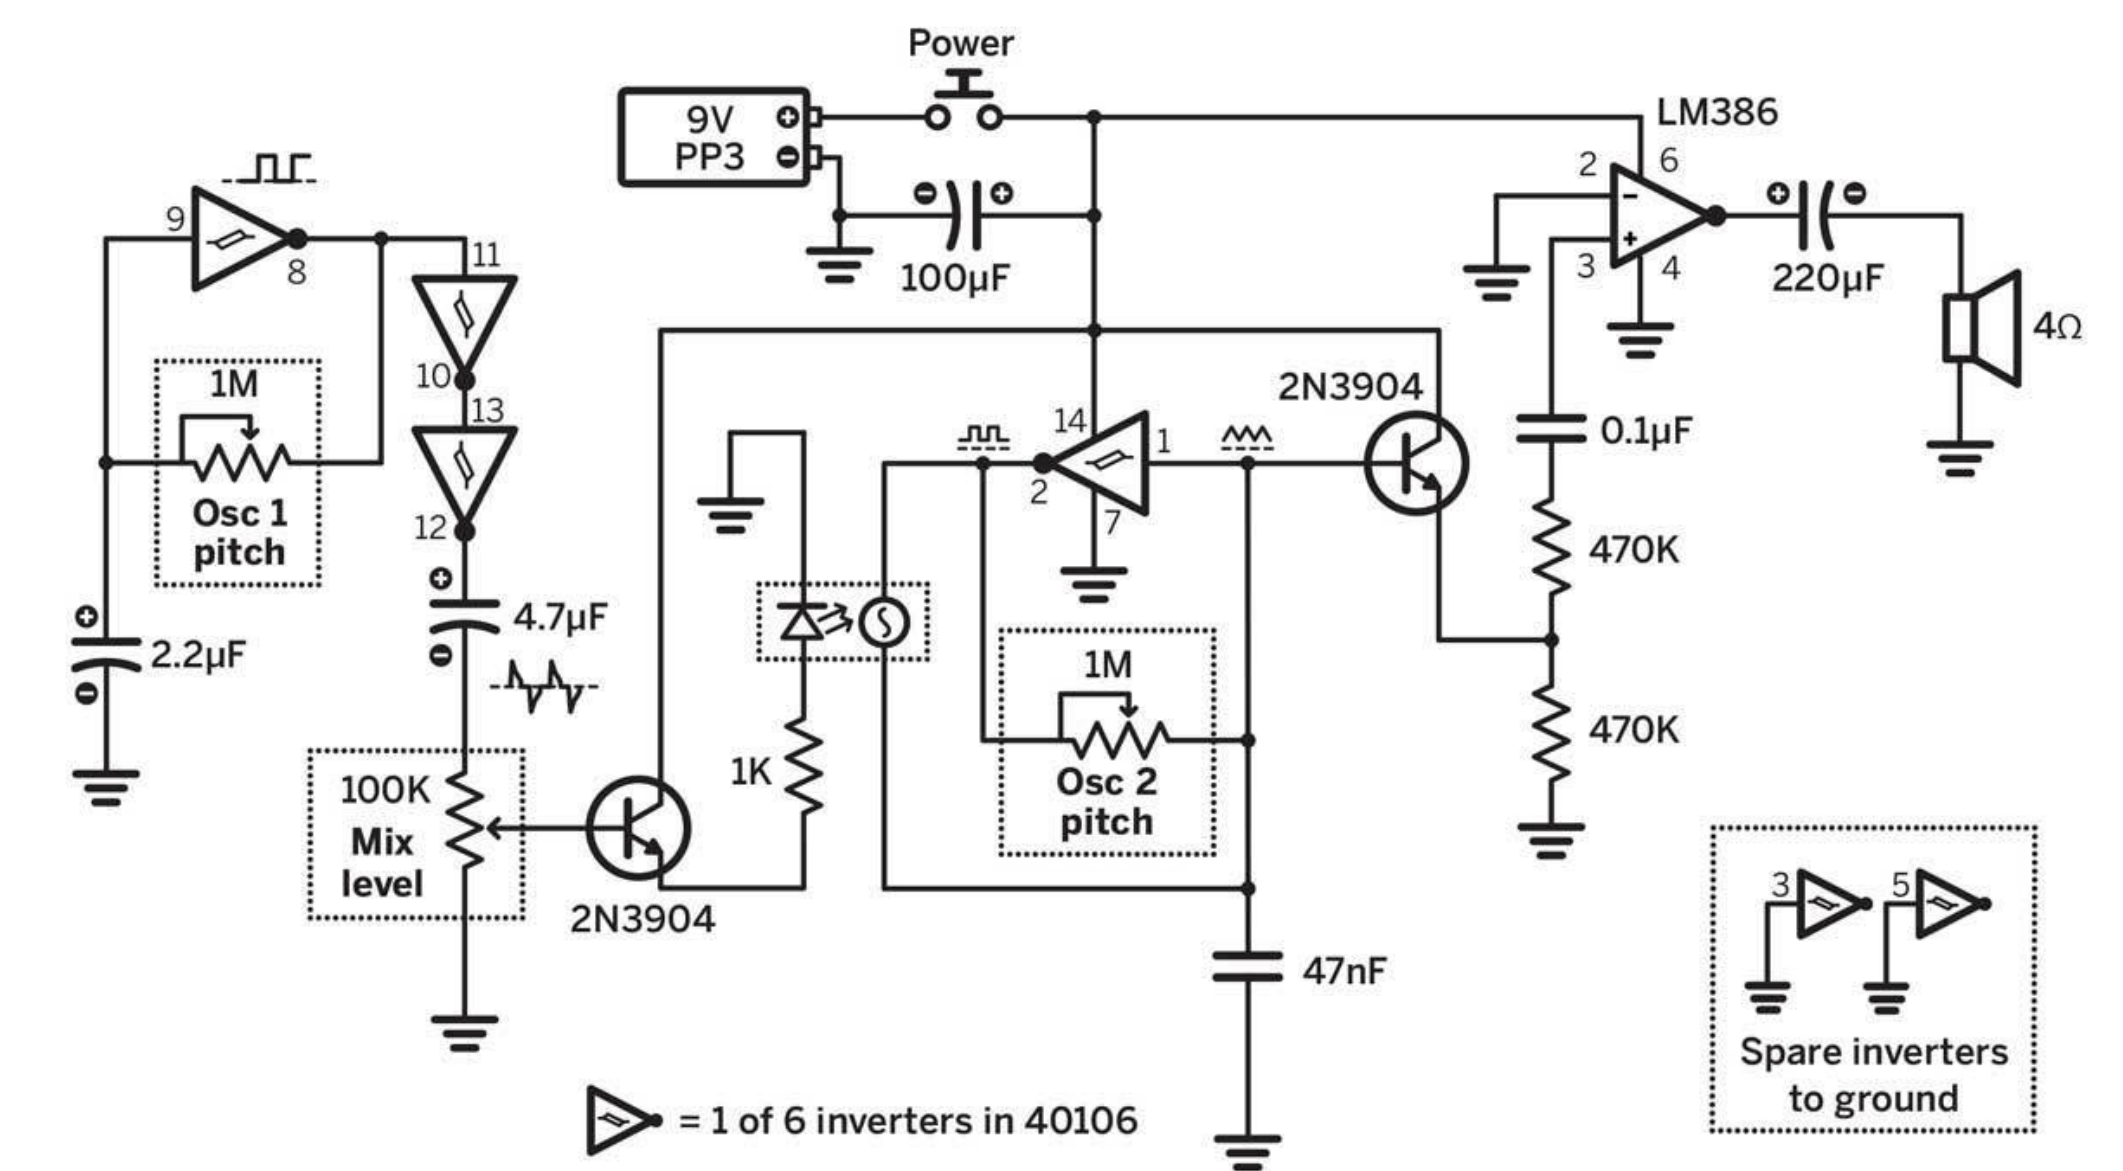 Power
9V
PP3
LM386
2
6
9
8
11
100µF
3
4
220µF
4Ω
1M
10
13
2N3904
14
1
0.1µF
Osc 1
pitch
12
2
7
470K
4.7µF
2.2µF
1M
470K
100K
1K
Osc 2
pitch
Mix
level
2N3904
3
5
47nF
Spare inverters
to ground
= 1 of 6 inverters in 40106